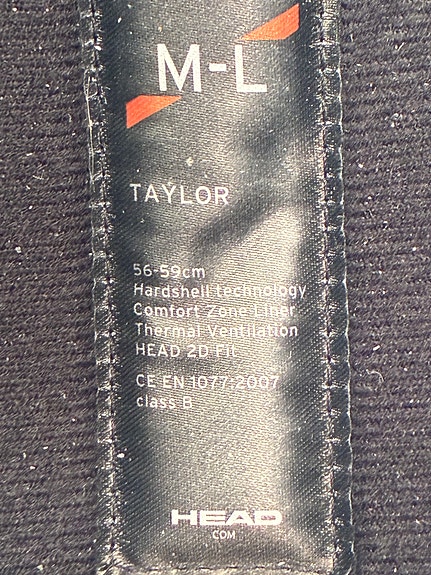 M-L
TAYLOR
56-59cm
Hardshell technology
Comfort Zone Liner
Thermal Ventilation
HEAD 2D Fit
CE EN 1077:2007
class B
HEAD
COM